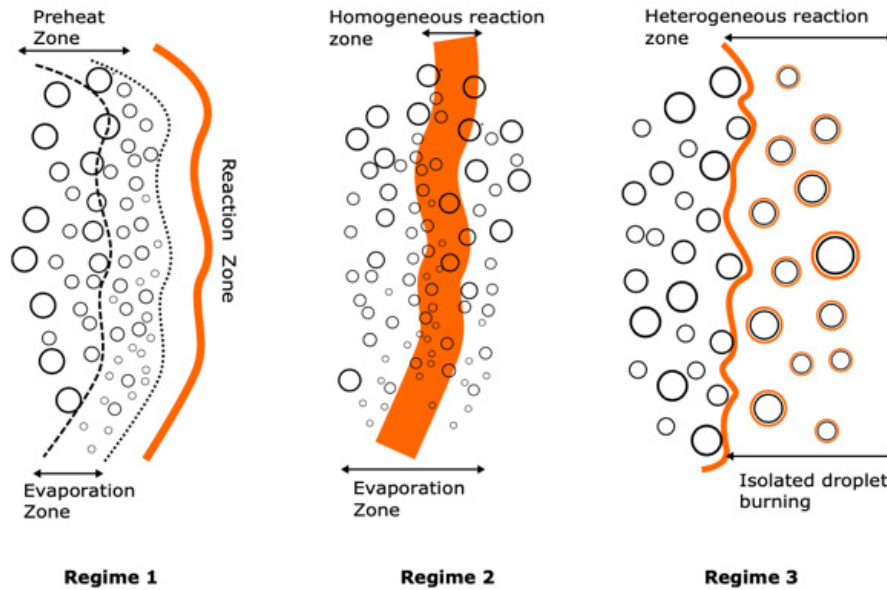 Preheat
Zone
Reaction Zone
Evaporation
Zone
Regime 1
Homogeneous reaction
zone
Evaporation
Zone
Regime 2
Heterogeneous reaction
zone
Isolated droplet
burning
Regime 3